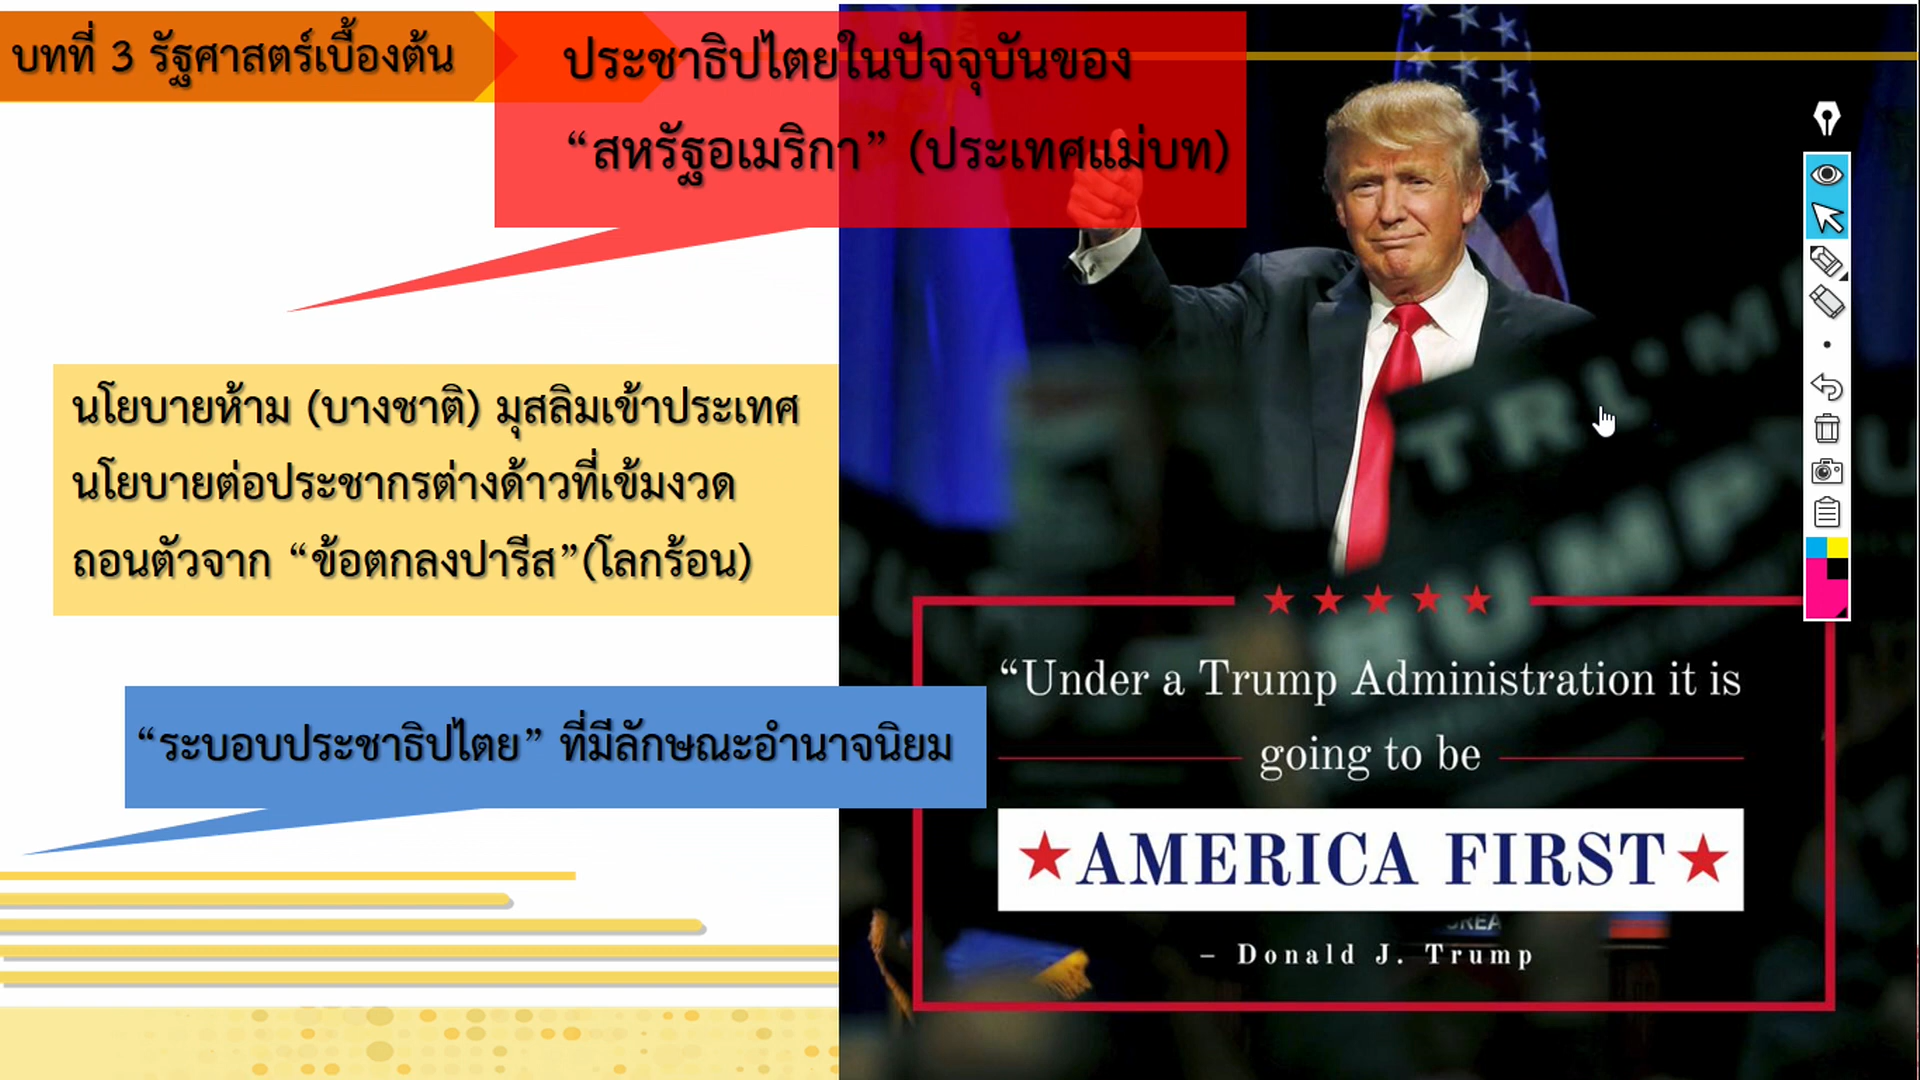 บทที่ 3 รัฐศาสตร์เบื้องต้น
ประชาธิปไตยในปัจจุบันของ
“สหรัฐอเมริกา” (ประเทศแม่บท)
นโยบายห้าม (บางชาติ) มุสลิมเข้าประเทศ
นโยบายต่อประชากรต่างด้าวที่เข้มงวด
ถอนตัวจาก “ข้อตกลงปารีส”(โลกร้อน)
“ระบอบประชาธิปไตย” ที่มีลักษณะอำนาจนิยม
“Under a Trump Administration it is
going to be
AMERICA FIRST
– Donald J. Trump